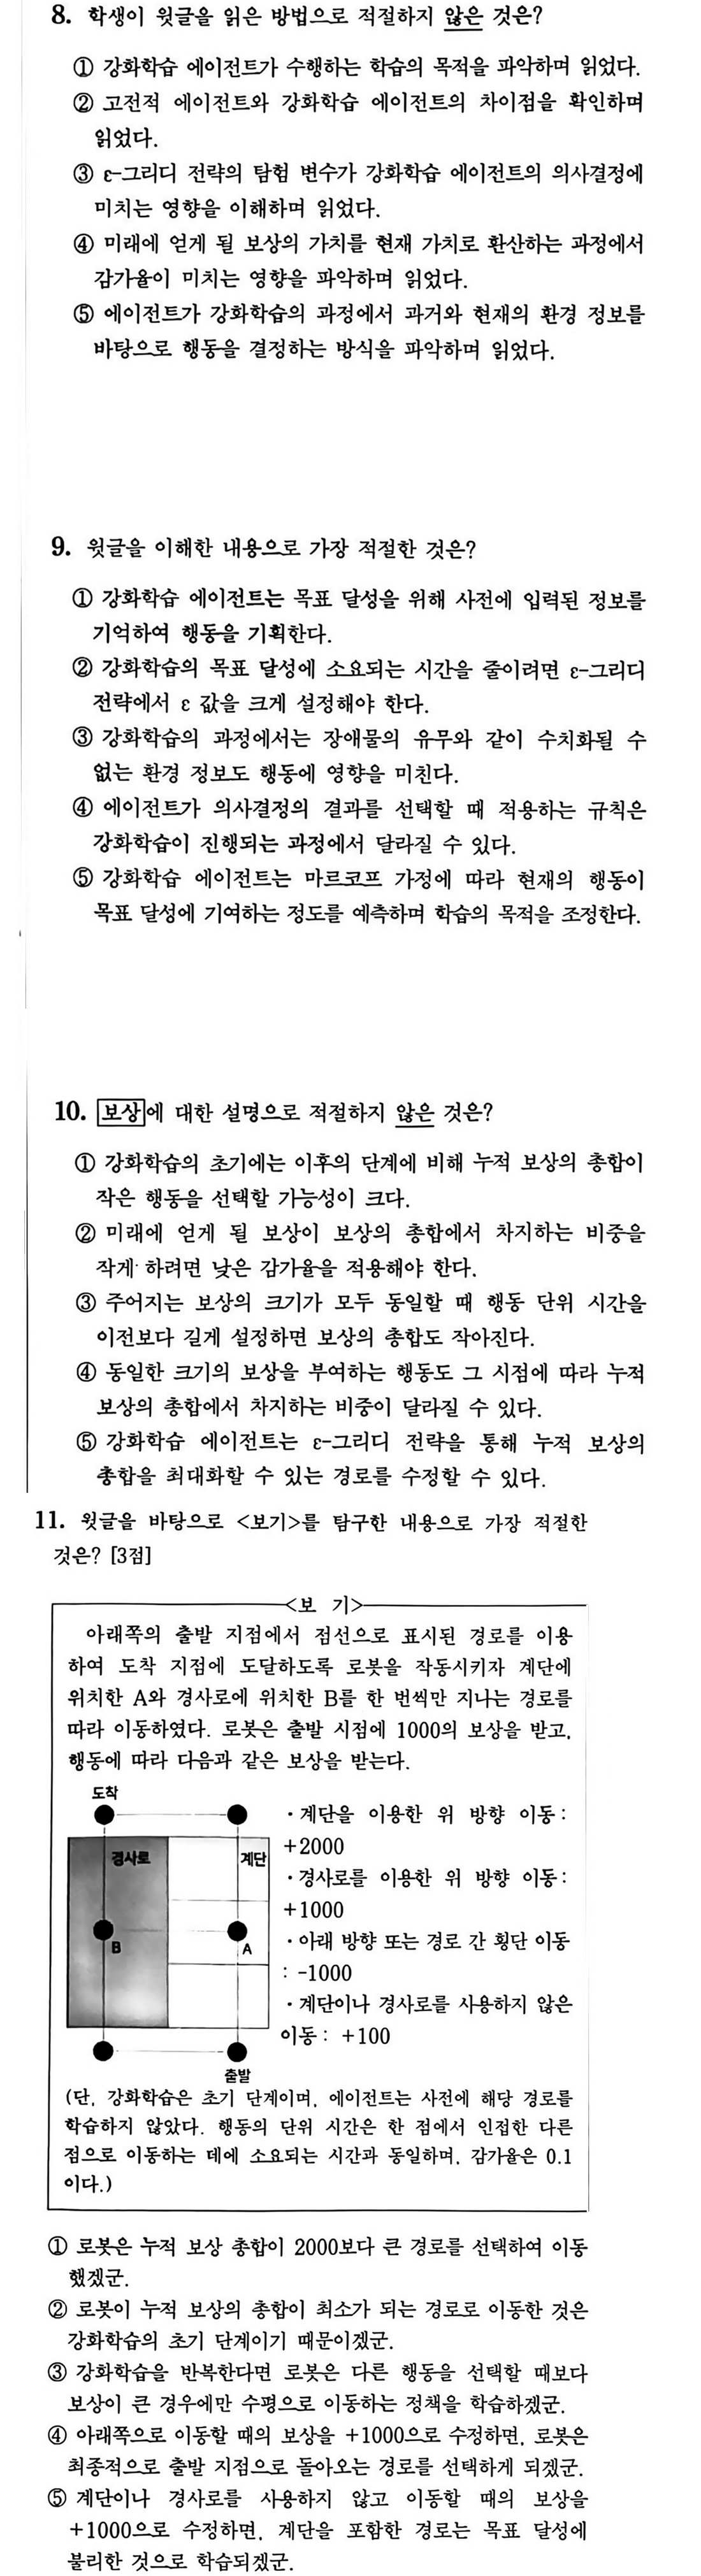 8. 학생이 윗글을 읽은 방법으로 적절하지 않은 것은?
① 강화학습 에이전트가 수행하는 학습의 목적을 파악하며 읽었다.
② 고전적 에이전트와 강화학습 에이전트의 차이점을 확인하며
읽었다.
③ ε-그리디 전략의 탐험 변수가 강화학습 에이전트의 의사결정에
미치는 영향을 이해하며 읽었다.
④ 미래에 얻게 될 보상의 가치를 현재 가치로 환산하는 과정에서
감가율이 미치는 영향을 파악하며 읽었다.
⑤ 에이전트가 강화학습의 과정에서 과거와 현재의 환경 정보를
바탕으로 행동을 결정하는 방식을 파악하며 읽었다.
9. 윗글을 이해한 내용으로 가장 적절한 것은?
① 강화학습 에이전트는 목표 달성을 위해 사전에 입력된 정보를
기억하여 행동을 기획한다.
② 강화학습의 목표 달성에 소요되는 시간을 줄이려면 ε-그리디
전략에서 ε 값을 크게 설정해야 한다.
③ 강화학습의 과정에서는 장애물의 유무와 같이 수치화될 수
없는 환경 정보도 행동에 영향을 미친다.
④ 에이전트가 의사결정의 결과를 선택할 때 적용하는 규칙은
강화학습이 진행되는 과정에서 달라질 수 있다.
⑤ 강화학습 에이전트는 마르코프 가정에 따라 현재의 행동이
목표 달성에 기여하는 정도를 예측하며 학습의 목적을 조정한다.
10. 보상에 대한 설명으로 적절하지 않은 것은?
① 강화학습의 초기에는 이후의 단계에 비해 누적 보상의 총합이
작은 행동을 선택할 가능성이 크다.
② 미래에 얻게 될 보상이 보상의 총합에서 차지하는 비중을
작게 하려면 낮은 감가율을 적용해야 한다.
③ 주어지는 보상의 크기가 모두 동일할 때 행동 단위 시간을
이전보다 길게 설정하면 보상의 총합도 작아진다.
④ 동일한 크기의 보상을 부여하는 행동도 그 시점에 따라 누적
보상의 총합에서 차지하는 비중이 달라질 수 있다.
⑤ 강화학습 에이전트는 ε-그리디 전략을 통해 누적 보상의
총합을 최대화할 수 있는 경로를 수정할 수 있다.
11. 윗글을 바탕으로 <보기>를 탐구한 내용으로 가장 적절한
것은? [3점]
<보 기>
아래쪽의 출발 지점에서 점선으로 표시된 경로를 이용
하여 도착 지점에 도달하도록 로봇을 작동시키자 계단에
위치한 A와 경사로에 위치한 B를 한 번씩만 지나는 경로를
따라 이동하였다. 로봇은 출발 시점에 1000의 보상을 받고,
행동에 따라 다음과 같은 보상을 받는다.
도착
경사로
계단
B
A
출발
·계단을 이용한 위 방향 이동:
+2000
·경사로를 이용한 위 방향 이동:
+1000
·아래 방향 또는 경로 간 횡단 이동
: -1000
·계단이나 경사로를 사용하지 않은
이동: +100
(단, 강화학습은 초기 단계이며, 에이전트는 사전에 해당 경로를
학습하지 않았다. 행동의 단위 시간은 한 점에서 인접한 다른
점으로 이동하는 데에 소요되는 시간과 동일하며, 감가율은 0.1
이다.)
① 로봇은 누적 보상 총합이 2000보다 큰 경로를 선택하여 이동
했겠군.
② 로봇이 누적 보상의 총합이 최소가 되는 경로로 이동한 것은
강화학습의 초기 단계이기 때문이겠군.
③ 강화학습을 반복한다면 로봇은 다른 행동을 선택할 때보다
보상이 큰 경우에만 수평으로 이동하는 정책을 학습하겠군.
④ 아래쪽으로 이동할 때의 보상을 +1000으로 수정하면, 로봇은
최종적으로 출발 지점으로 돌아오는 경로를 선택하게 되겠군.
⑤ 계단이나 경사로를 사용하지 않고 이동할 때의 보상을
+1000으로 수정하면, 계단을 포함한 경로는 목표 달성에
불리한 것으로 학습되겠군.